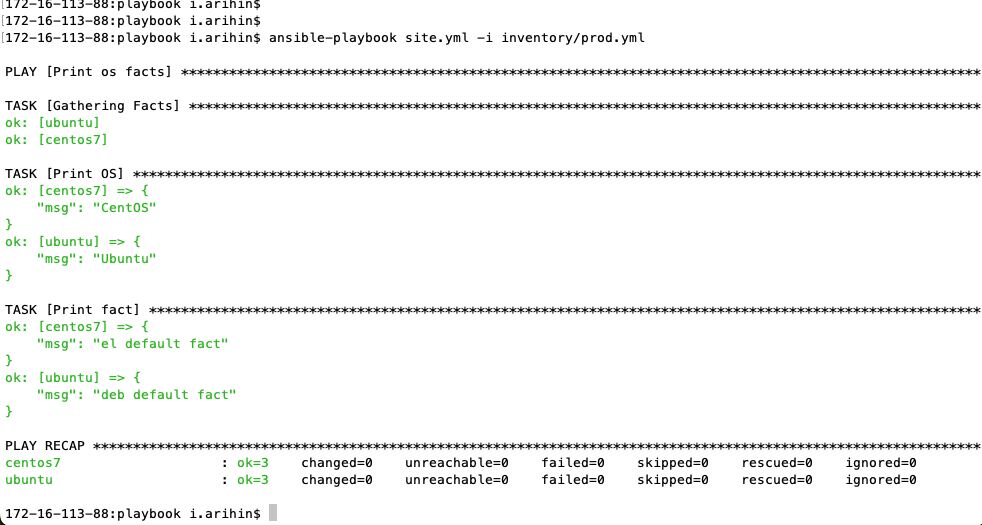 [172-16-113-88:playbook i.arihin$
[172-16-113-88:playbook i.arihin$
[172-16-113-88:playbook i.arihin$ ansible-playbook site.yml -i inventory/prod.yml
PLAY [Print os facts] ****************************************************************************************************
TASK [Gathering Facts] ***************************************************************************************************
ok: [ubuntu]
ok: [centos7]
TASK [Print OS] **********************************************************************************************************
ok: [centos7] => {
    "msg": "CentOS"
}
ok: [ubuntu] => {
    "msg": "Ubuntu"
}
TASK [Print fact] ********************************************************************************************************
ok: [centos7] => {
    "msg": "el default fact"
}
ok: [ubuntu] => {
    "msg": "deb default fact"
}
PLAY RECAP ***************************************************************************************************************
centos7                    : ok=3    changed=0    unreachable=0    failed=0    skipped=0    rescued=0    ignored=0
ubuntu                     : ok=3    changed=0    unreachable=0    failed=0    skipped=0    rescued=0    ignored=0
172-16-113-88:playbook i.arihin$